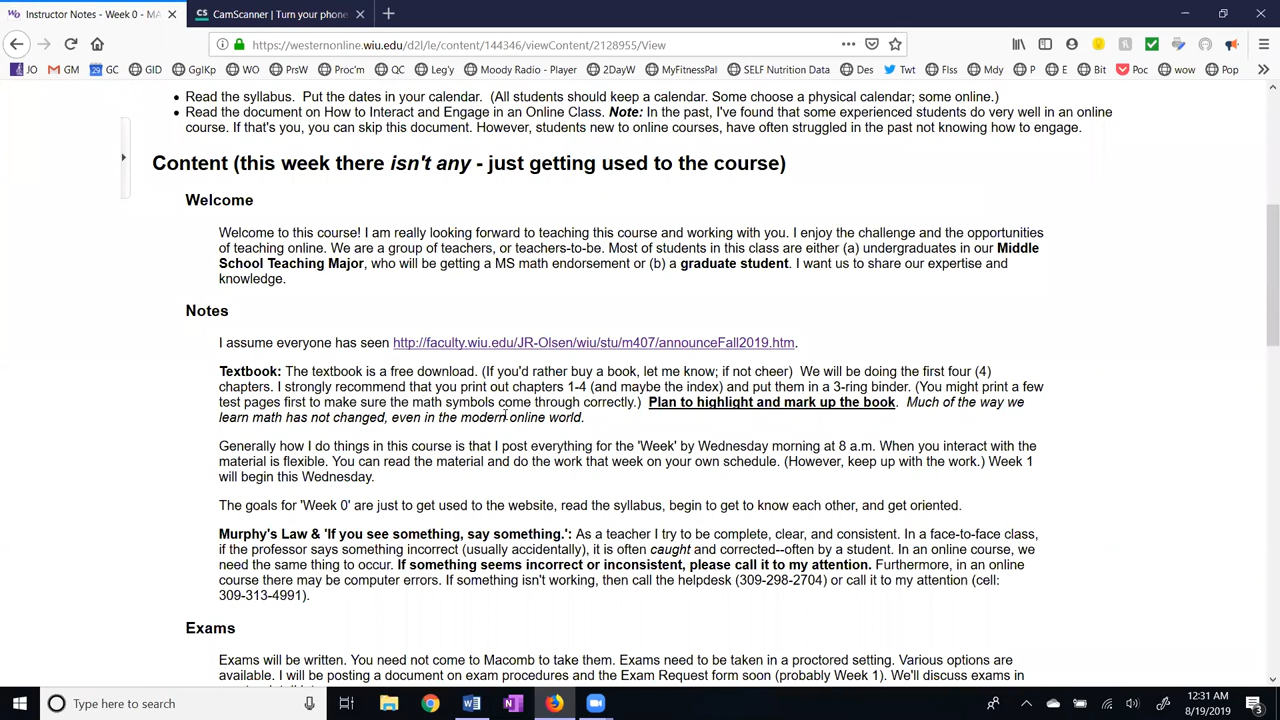 Instructor Notes - Week 0 - MA
CamScanner | Turn your phone
https://westernonline.wiu.edu/d2l/le/content/144346/viewContent/2128955/View
JO GM GC GID GgIKp WO PrsW Proc'm QC Leg'y Moody Radio - Player 2DayW MyFitnessPal SELF Nutrition Data Des Twt Flss Mdy P E Bit Poc wow Pop
• Read the syllabus. Put the dates in your calendar. (All students should keep a calendar. Some choose a physical calendar; some online.)
• Read the document on How to Interact and Engage in an Online Class. Note: In the past, I've found that some experienced students do very well in an online
course. If that's you, you can skip this document. However, students new to online courses, have often struggled in the past not knowing how to engage.
Content (this week there isn't any - just getting used to the course)
Welcome
Welcome to this course! I am really looking forward to teaching this course and working with you. I enjoy the challenge and the opportunities
of teaching online. We are a group of teachers, or teachers-to-be. Most of students in this class are either (a) undergraduates in our Middle
School Teaching Major, who will be getting a MS math endorsement or (b) a graduate student. I want us to share our expertise and
knowledge.
Notes
I assume everyone has seen http://faculty.wiu.edu/JR-Olsen/wiu/stu/m407/announceFall2019.htm.
Textbook: The textbook is a free download. (If you'd rather buy a book, let me know; if not cheer) We will be doing the first four (4)
chapters. I strongly recommend that you print out chapters 1-4 (and maybe the index) and put them in a 3-ring binder. (You might print a few
test pages first to make sure the math symbols come through correctly.) Plan to highlight and mark up the book. Much of the way we
learn math has not changed, even in the modern online world.
Generally how I do things in this course is that I post everything for the 'Week' by Wednesday morning at 8 a.m. When you interact with the
material is flexible. You can read the material and do the work that week on your own schedule. (However, keep up with the work.) Week 1
will begin this Wednesday.
The goals for 'Week 0' are just to get used to the website, read the syllabus, begin to get to know each other, and get oriented.
Murphy's Law & 'If you see something, say something.': As a teacher I try to be complete, clear, and consistent. In a face-to-face class,
if the professor says something incorrect (usually accidentally), it is often caught and corrected--often by a student. In an online course, we
need the same thing to occur. If something seems incorrect or inconsistent, please call it to my attention. Furthermore, in an online
course there may be computer errors. If something isn't working, then call the helpdesk (309-298-2704) or call it to my attention (cell:
309-313-4991).
Exams
Exams will be written. You need not come to Macomb to take them. Exams need to be taken in a proctored setting. Various options are
available. I will be posting a document on exam procedures and the Exam Request form soon (probably Week 1). We'll discuss exams in
Type here to search
12:31 AM
8/19/2019